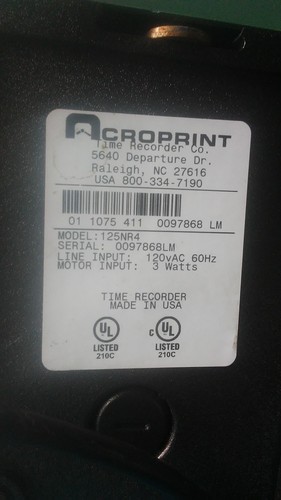 ACROPRINT
Time Recorder Co.
5640 Departure Dr.
Raleigh, NC 27616
USA 800-334-7190
01 1075 411 0097868 LM
MODEL:125NR4
SERIAL: 0097868LM
LINE INPUT: 120vAC 60Hz
MOTOR INPUT: 3 Watts
TIME RECORDER
MADE IN USA
UL c UL
LISTED LISTED
210C 210C